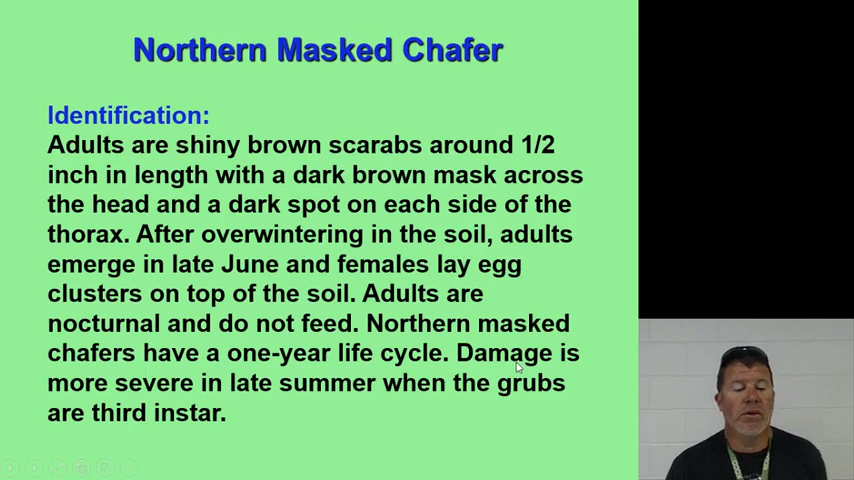 Northern Masked Chafer
Identification:
Adults are shiny brown scarabs around 1/2
inch in length with a dark brown mask across
the head and a dark spot on each side of the
thorax. After overwintering in the soil, adults
emerge in late June and females lay egg
clusters on top of the soil. Adults are
nocturnal and do not feed. Northern masked
chafers have a one-year life cycle. Damage is
more severe in late summer when the grubs
are third instar.